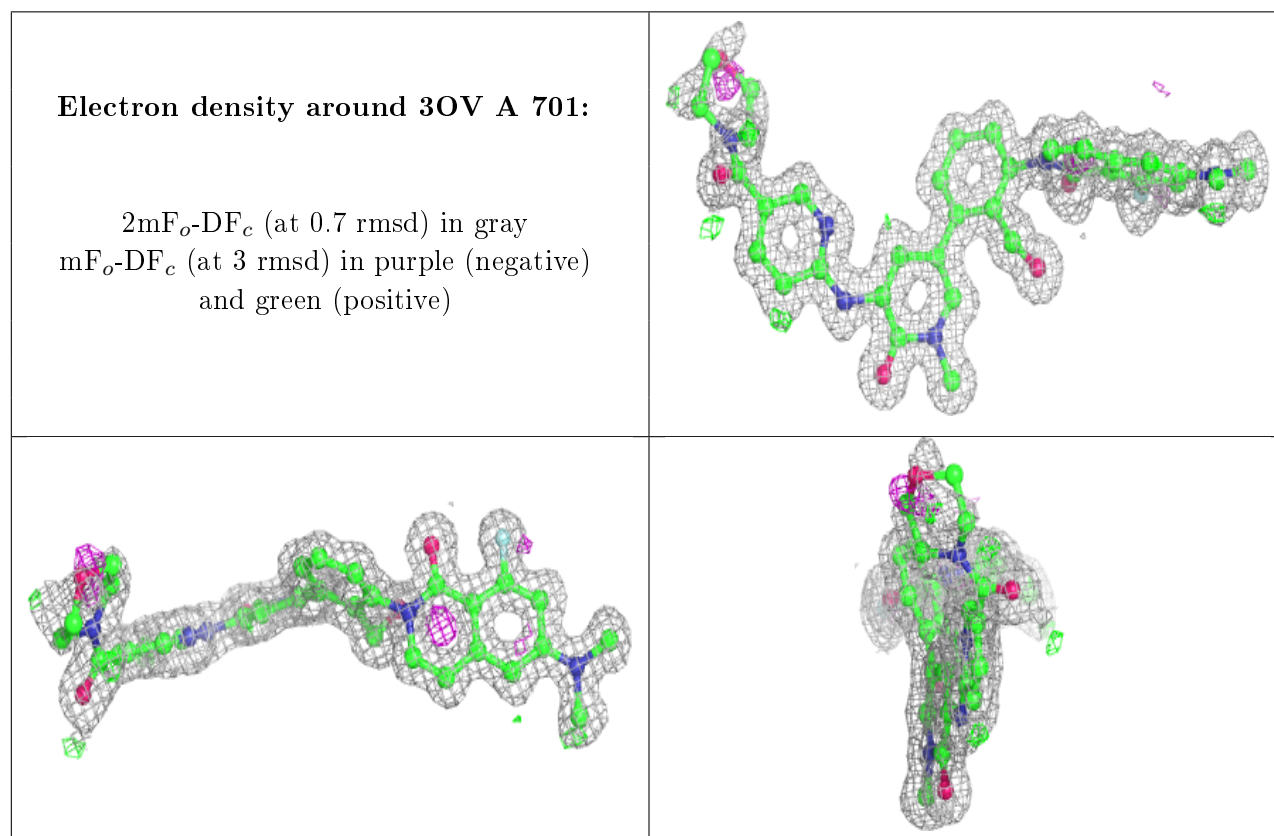 Electron density around 3OV A 701:
2mFo-DFc (at 0.7 rmsd) in gray
mFo-DFc (at 3 rmsd) in purple (negative)
and green (positive)